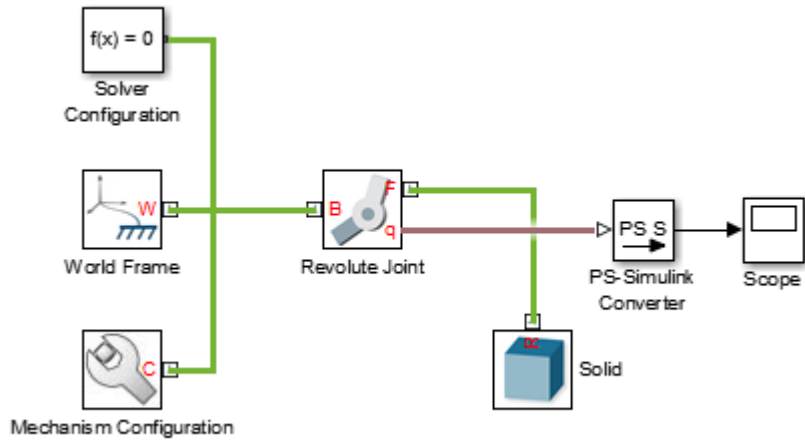 f(x) = 0
Solver
Configuration
W
World Frame
C
Mechanism Configuration
B
F
q
Revolute Joint
PS S
PS-Simulink
Converter
Scope
R
Solid